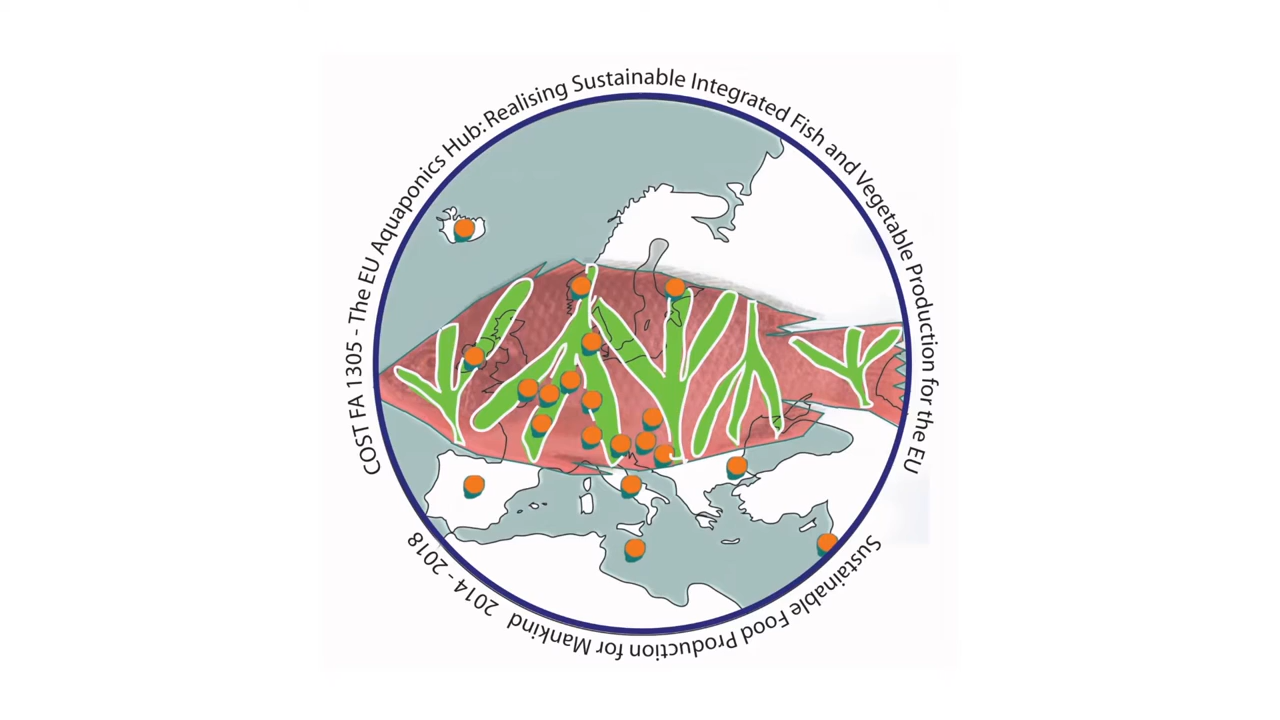 COST FA 1305 - The EU Aquaponics Hub: Realising Sustainable Integrated Fish and Vegetable Production for the EU
Sustainable Food Production for Mankind 2014 - 2018